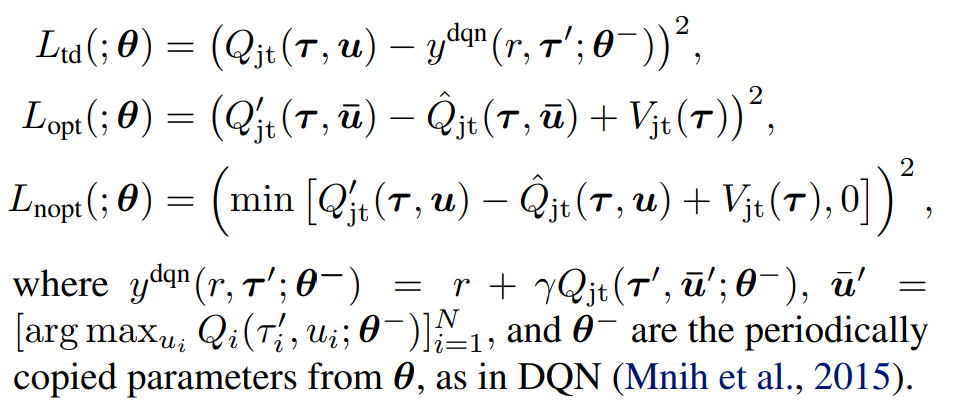 L_td(; θ) = (Q_jt(τ, u) − y^dqn(r, τ′; θ⁻))²,
L_opt(; θ) = (Q′_jt(τ, ū) − Q̂_jt(τ, ū) + V_jt(τ))²,
L_nopt(; θ) = (min [Q′_jt(τ, u) − Q̂_jt(τ, u) + V_jt(τ), 0])²,
where y^dqn(r, τ′; θ⁻) = r + γQ_jt(τ′, ū′; θ⁻), ū′ =
[arg max_{u_i} Q_i(τ′_i, u_i; θ⁻)]^N_{i=1}, and θ⁻ are the periodically
copied parameters from θ, as in DQN (Mnih et al., 2015).